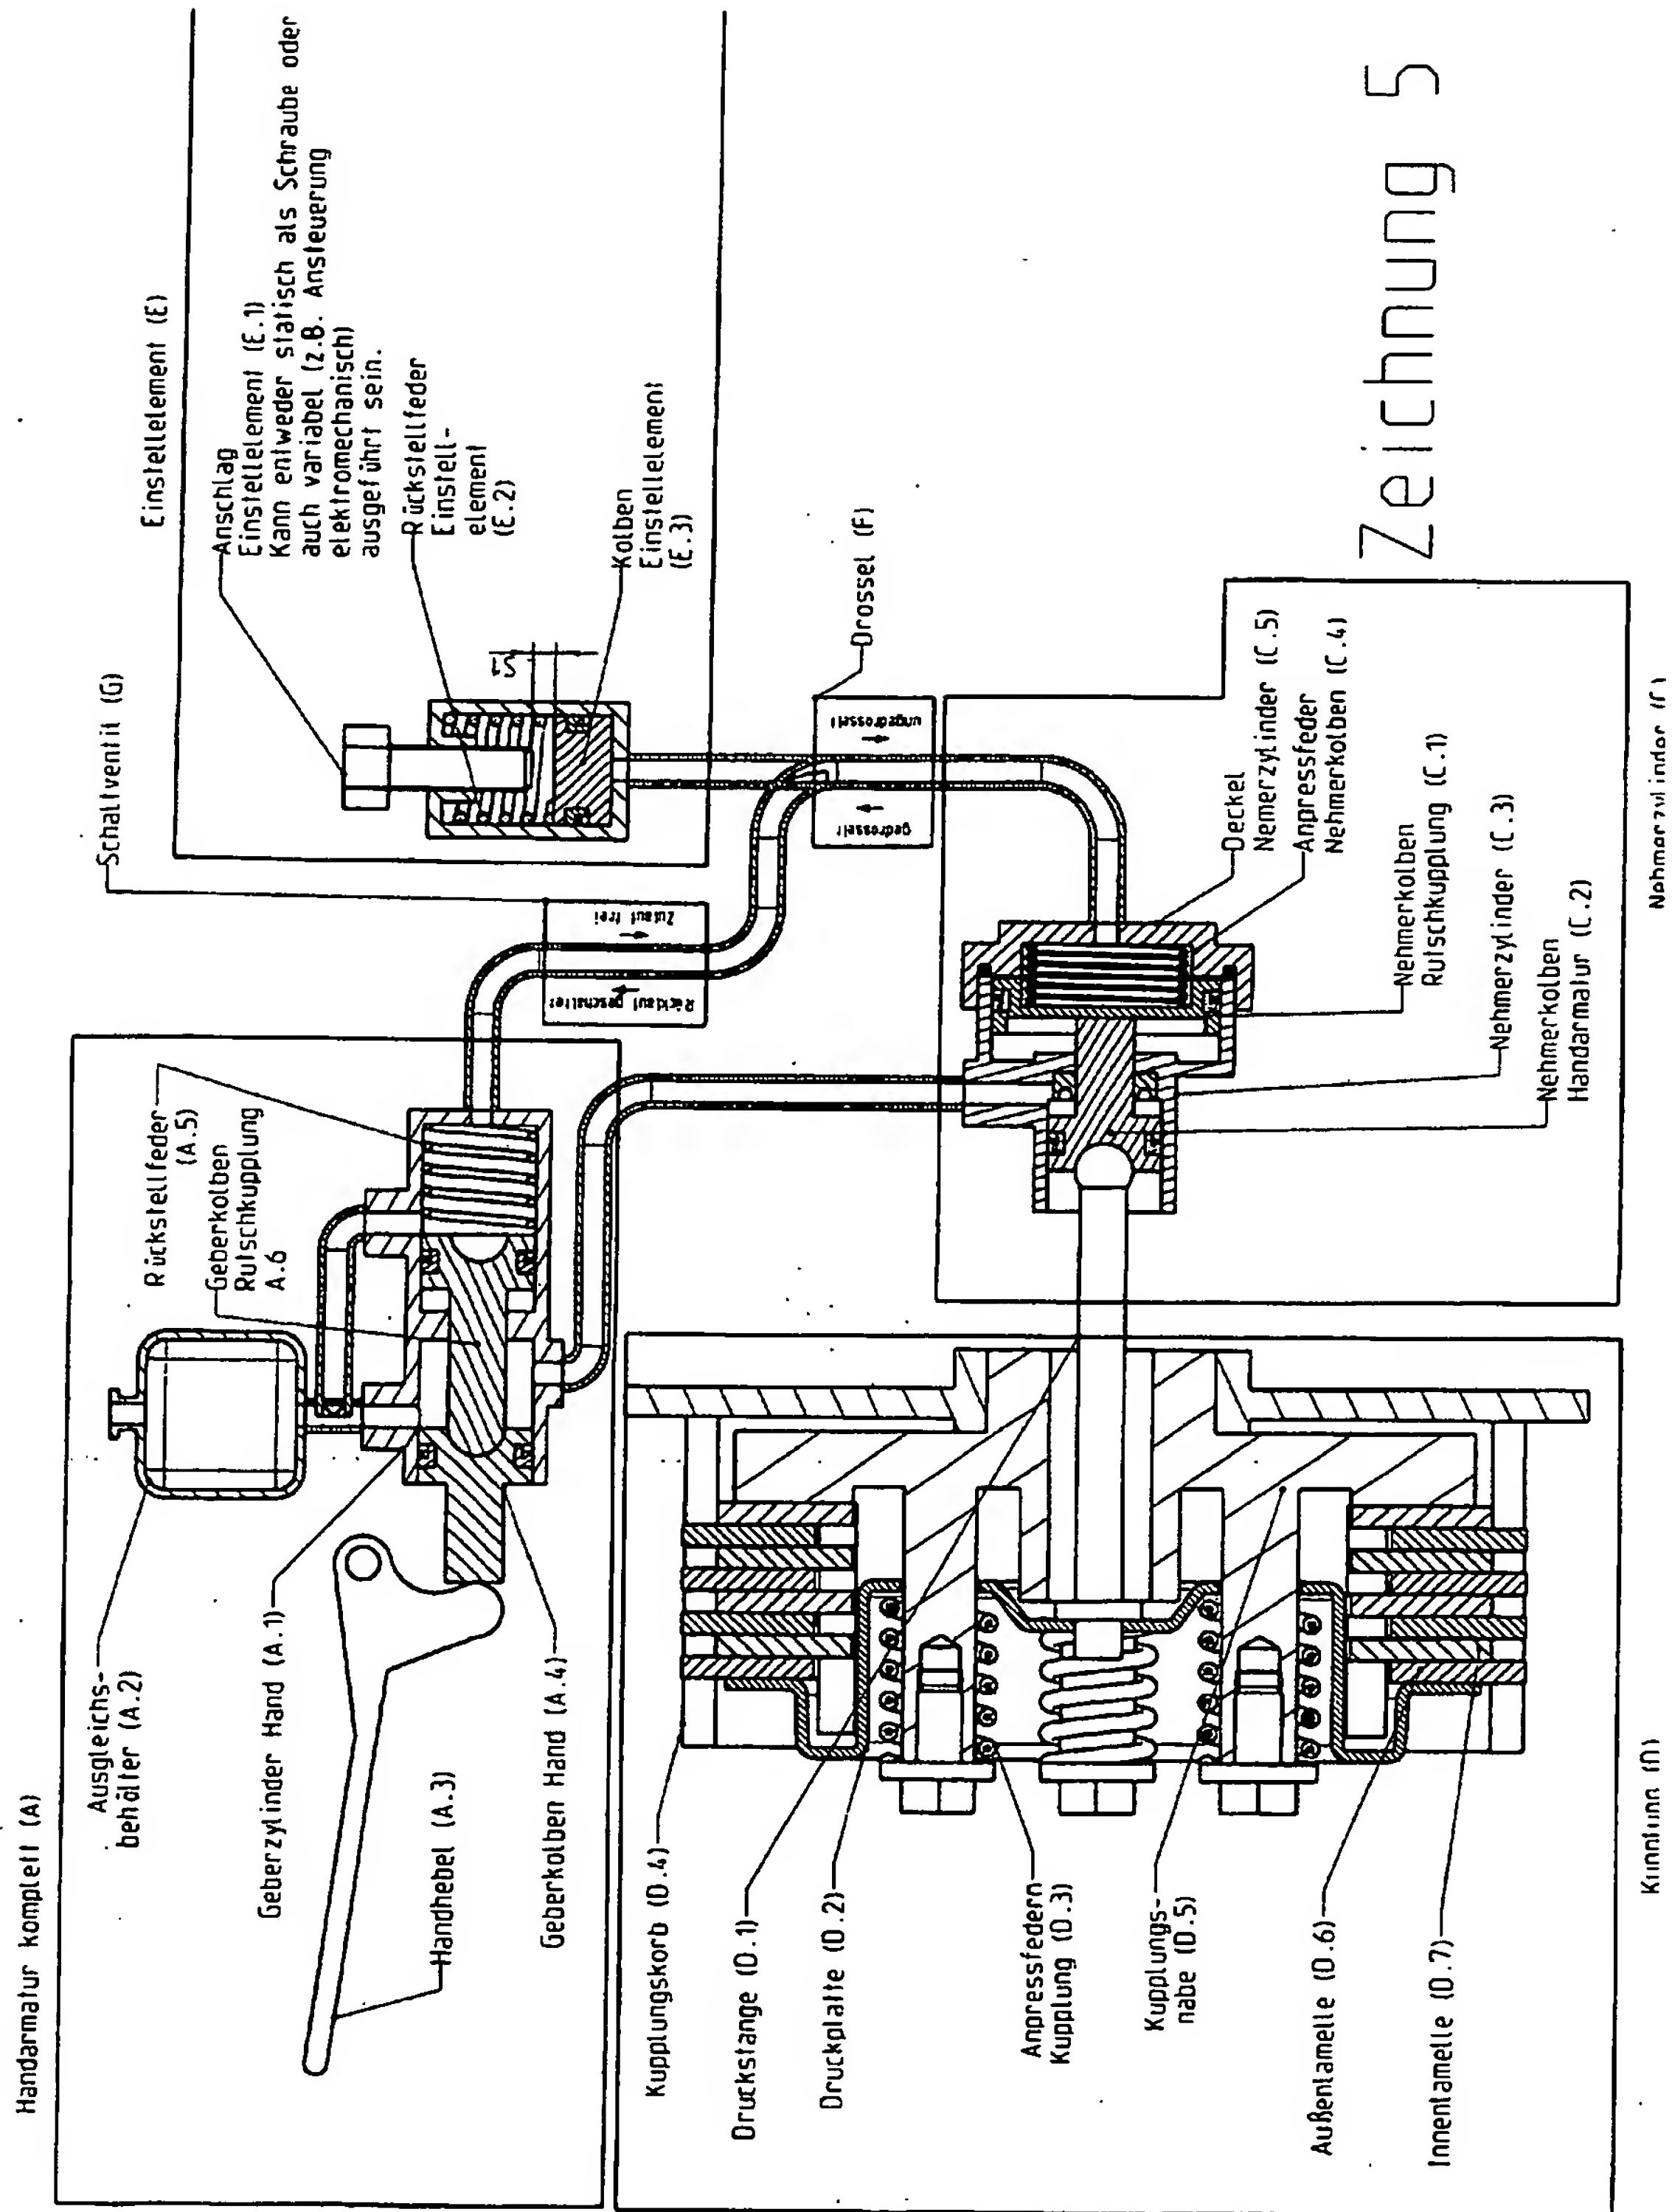 Handarmatur komplett (A)
Ausgleichs-
behälter (A.2)
Geberzylinder Hand (A.1)
Handhebel (A.3)
Geberkolben Hand (A.4)
Rückstellfeder
(A.5)
Geberkolben
Rutschkupplung
A.6
Schaltventil (G)
Zulauf frei
Rücklauf geschaltet
Einstellelement (E)
Anschlag
Einstellelement (E.1)
Kann entweder statisch als Schraube oder
auch variabel (z.B. Ansteuerung
elektromechanisch)
ausgeführt sein.
Rückstellfeder
Einstell-
element
(E.2)
S1
Kolben
Einstellelement
(E.3)
Drossel (F)
ungedrosselt
gedrosselt
Kupplungskorb (D.4)
Druckstange (D.1)
Druckplatte (D.2)
Anpressfedern
Kupplung (D.3)
Kupplungs-
nabe (D.5)
Außenlamelle (D.6)
Innenlamelle (D.7)
Deckel
Nemerzylinder (C.5)
Anpressfeder
Nehmerkolben (C.4)
Nehmerkolben
Rutschkupplung (C.1)
Nehmerzylinder (C.3)
Nehmerkolben
Handarmatur (C.2)
Nehmerzylinder (C)
Zeichnung 5